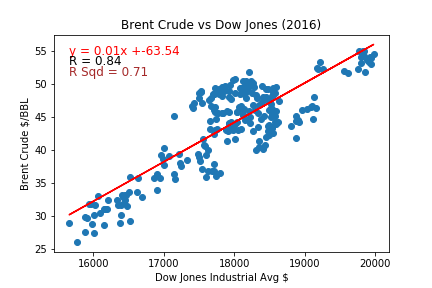 Brent Crude vs Dow Jones (2016)
y = 0.01x +-63.54
R = 0.84
R Sqd = 0.71
Brent Crude $/BBL
55
50
45
40
35
30
25
16000 17000 18000 19000 20000
Dow Jones Industrial Avg $